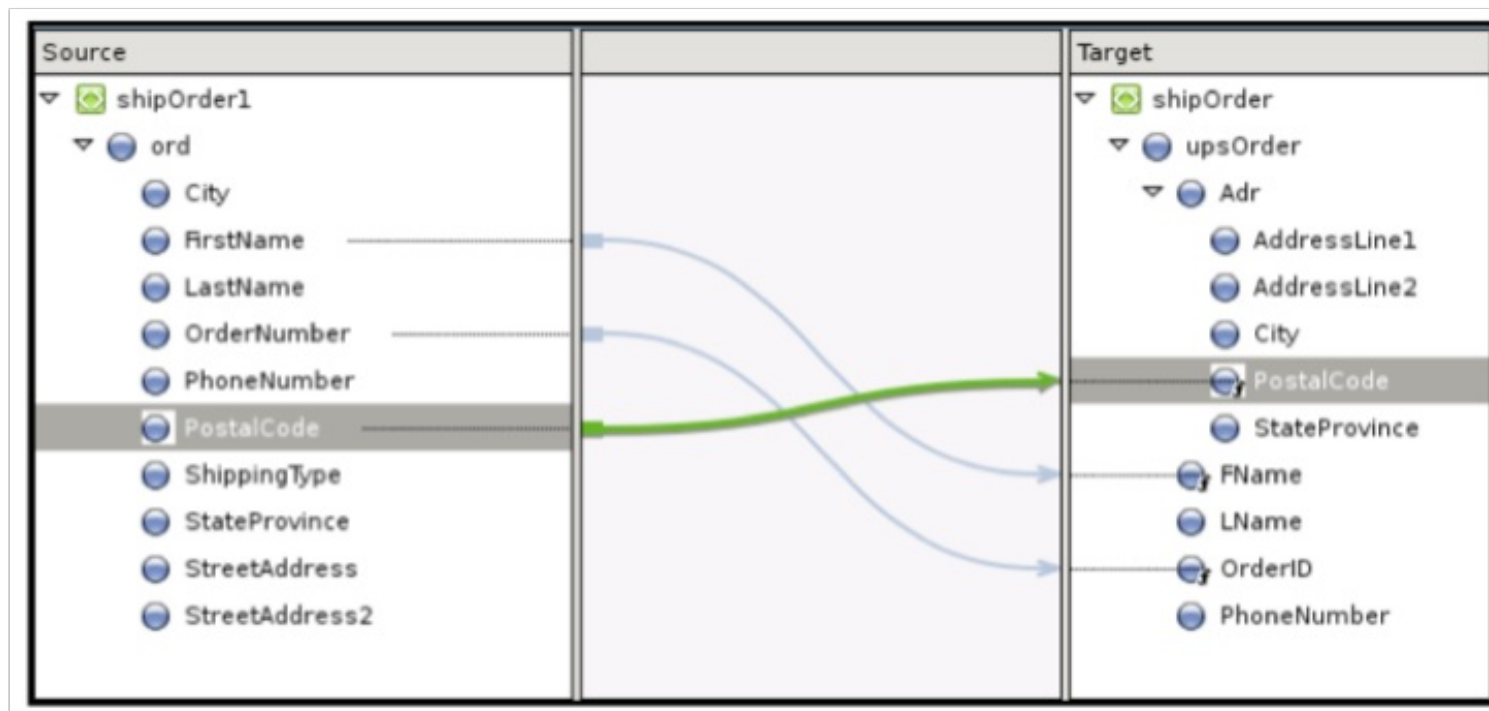 Source
shipOrder1
ord
City
FirstName
LastName
OrderNumber
PhoneNumber
PostalCode
ShippingType
StateProvince
StreetAddress
StreetAddress2
Target
shipOrder
upsOrder
Adr
AddressLine1
AddressLine2
City
PostalCode
StateProvince
FName
LName
OrderID
PhoneNumber